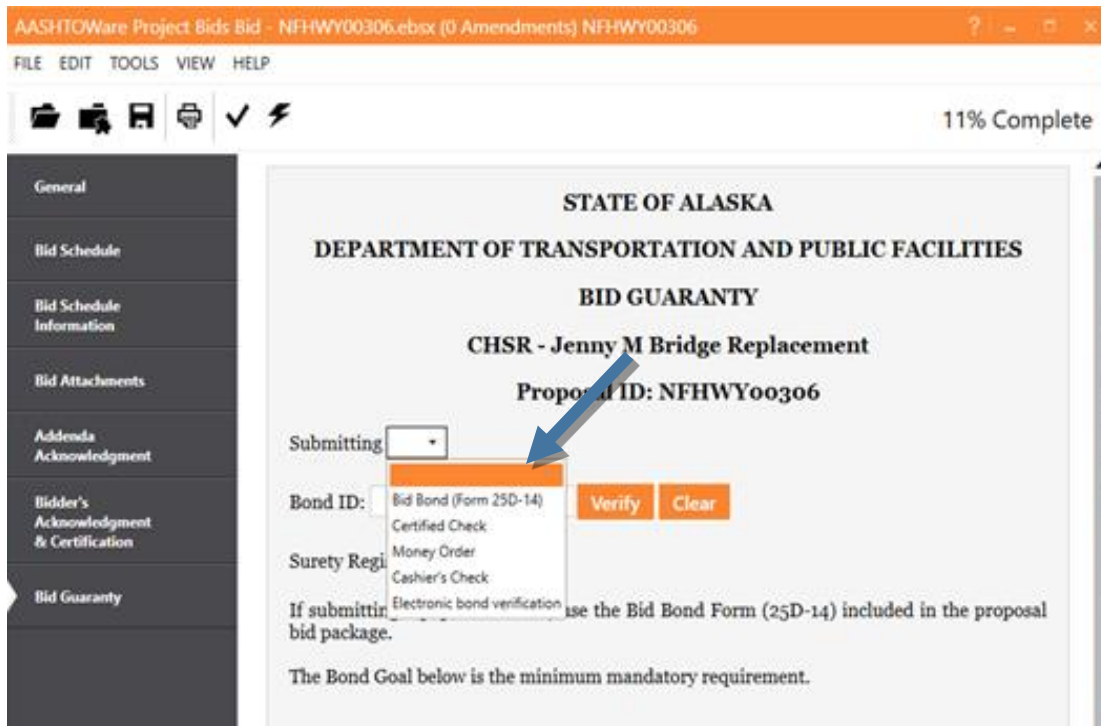 AASHTOWare Project Bids Bid - NFHWY00306.ebsx (0 Amendments) NFHWY00306 ?
FILE EDIT TOOLS VIEW HELP
11% Complete
General
Bid Schedule
Bid Schedule
Information
Bid Attachments
Addenda
Acknowledgment
Bidder's
Acknowledgment
& Certification
Bid Guaranty
STATE OF ALASKA
DEPARTMENT OF TRANSPORTATION AND PUBLIC FACILITIES
BID GUARANTY
CHSR - Jenny M Bridge Replacement
Proposal ID: NFHWY00306
Submitting
Bond ID: Verify Clear
Bid Bond (Form 25D-14)
Certified Check
Money Order
Cashier's Check
Electronic bond verification
Surety
If submitting use the Bid Bond Form (25D-14) included in the proposal
bid package.
The Bond Goal below is the minimum mandatory requirement.